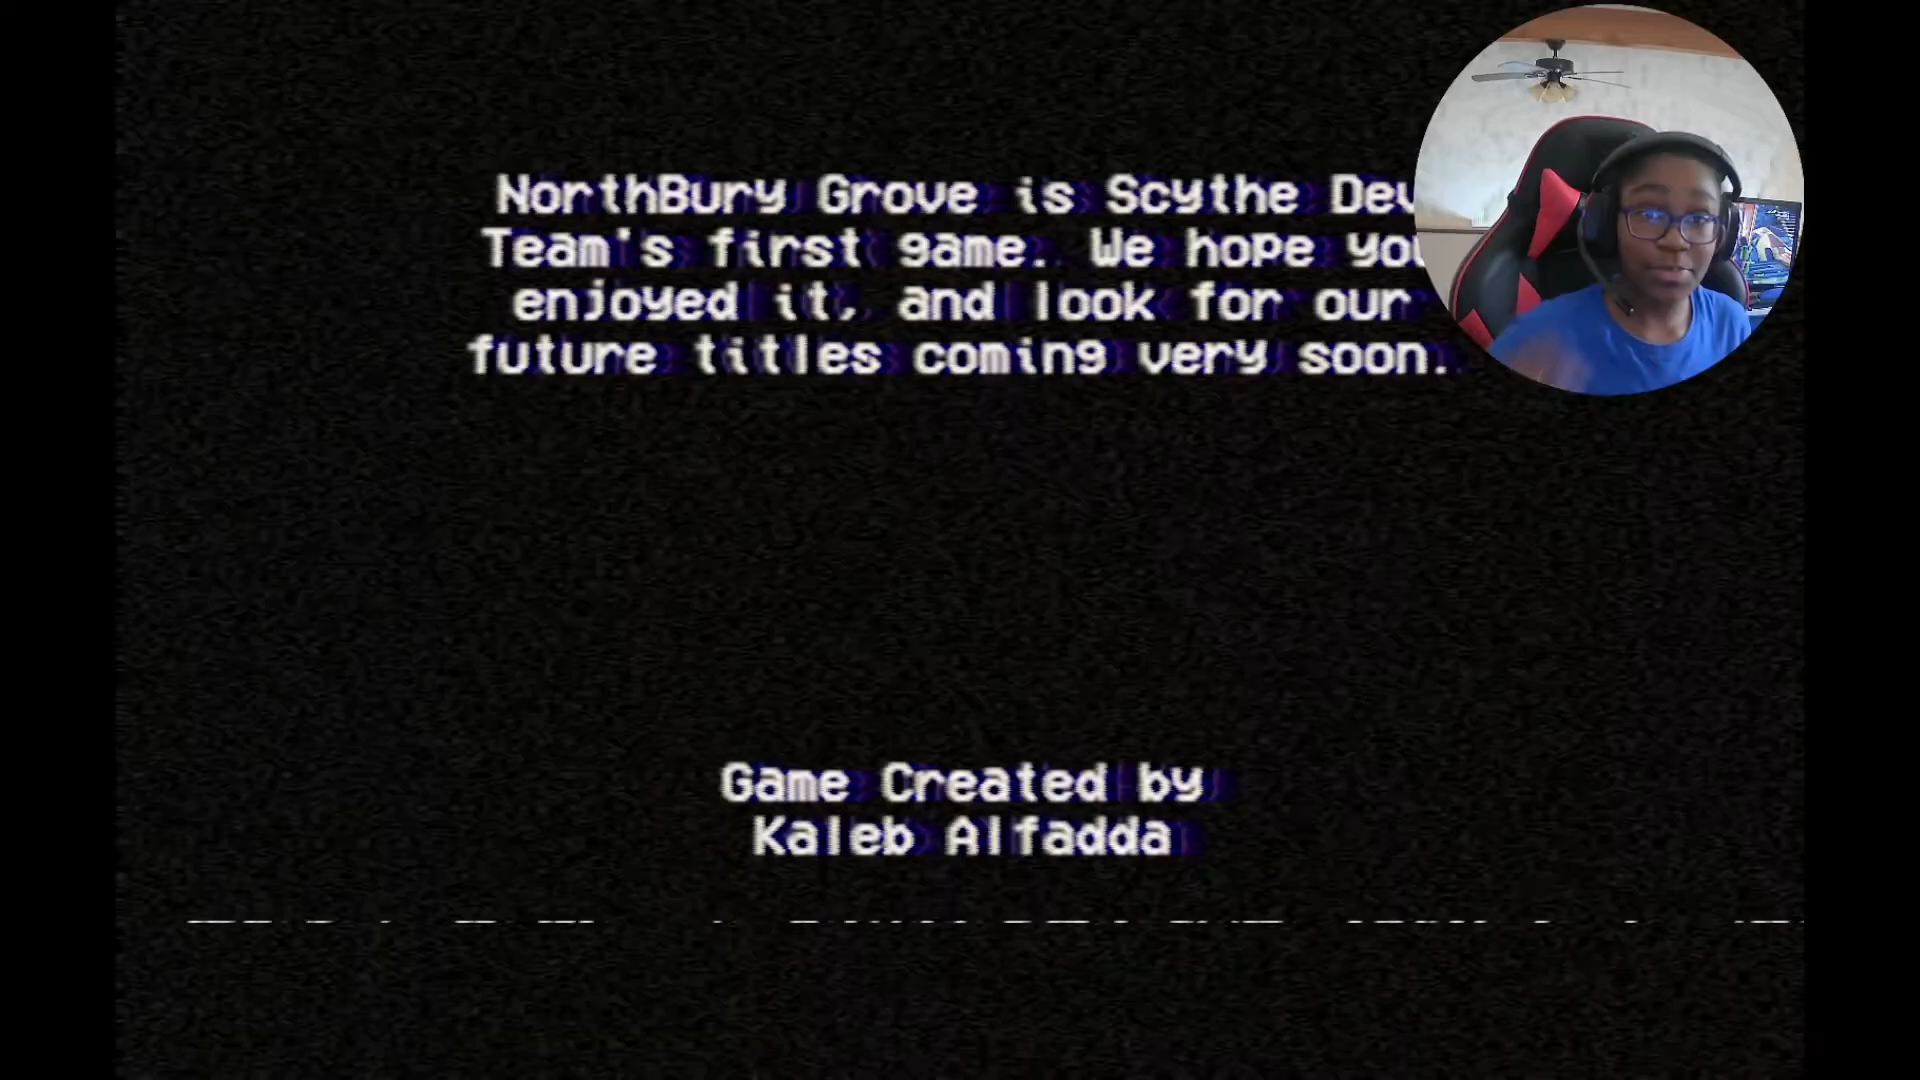 NorthBury Grove is Scythe Dev
Team's first game. We hope you
enjoyed it, and look for our
future titles coming very soon.
Game Created by
Kaleb Alfadda